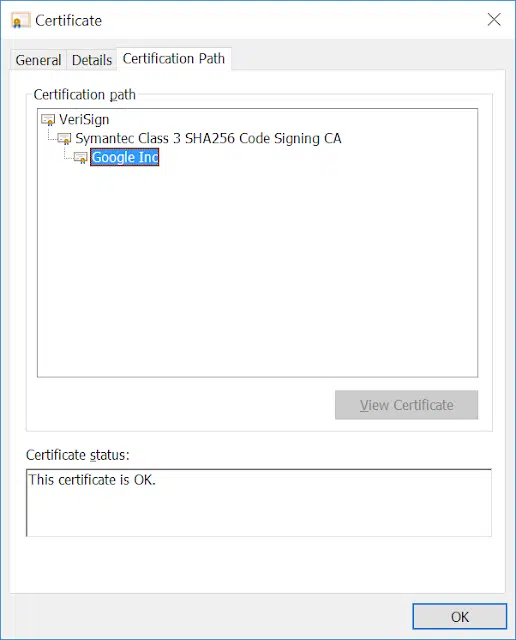 Certificate
General Details Certification Path
Certification path
VeriSign
Symantec Class 3 SHA256 Code Signing CA
Google Inc
View Certificate
Certificate status:
This certificate is OK.
OK